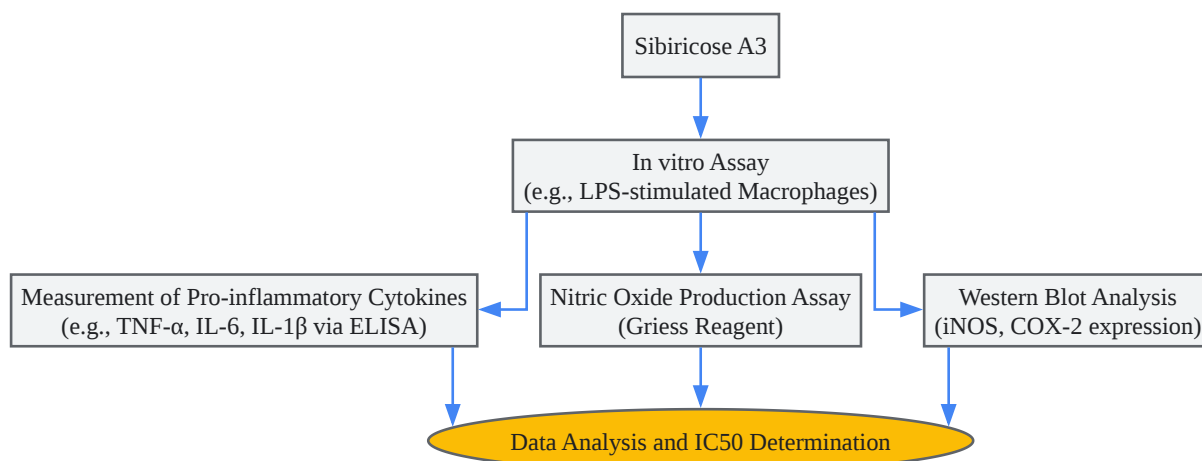 Sibiricose A3
In vitro Assay
(e.g., LPS-stimulated Macrophages)
Measurement of Pro-inflammatory Cytokines
(e.g., TNF-α, IL-6, IL-1β via ELISA)
Nitric Oxide Production Assay
(Griess Reagent)
Western Blot Analysis
(iNOS, COX-2 expression)
Data Analysis and IC50 Determination